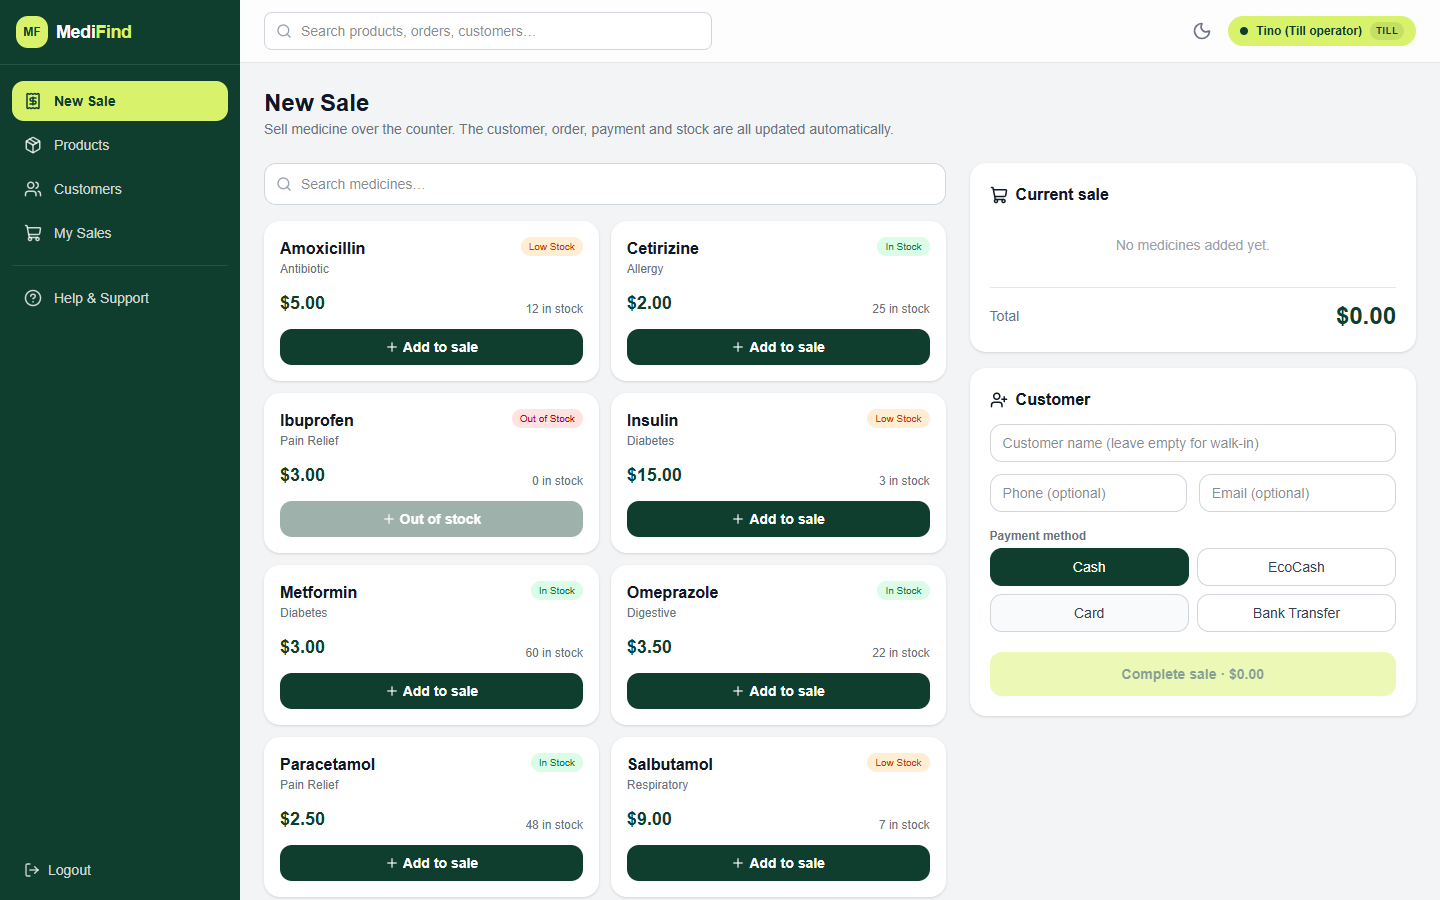 MF MediFind
New Sale
Products
Customers
My Sales
Help & Support
Logout
Search products, orders, customers...
Tino (Till operator) TILL
New Sale
Sell medicine over the counter. The customer, order, payment and stock are all updated automatically.
Search medicines...
Amoxicillin Low Stock
Antibiotic
$5.00 12 in stock
+ Add to sale
Cetirizine In Stock
Allergy
$2.00 25 in stock
+ Add to sale
Ibuprofen Out of Stock
Pain Relief
$3.00 0 in stock
+ Out of stock
Insulin Low Stock
Diabetes
$15.00 3 in stock
+ Add to sale
Metformin In Stock
Diabetes
$3.00 60 in stock
+ Add to sale
Omeprazole In Stock
Digestive
$3.50 22 in stock
+ Add to sale
Paracetamol In Stock
Pain Relief
$2.50 48 in stock
+ Add to sale
Salbutamol Low Stock
Respiratory
$9.00 7 in stock
+ Add to sale
Current sale
No medicines added yet.
Total $0.00
Customer
Customer name (leave empty for walk-in)
Phone (optional) Email (optional)
Payment method
Cash EcoCash
Card Bank Transfer
Complete sale · $0.00